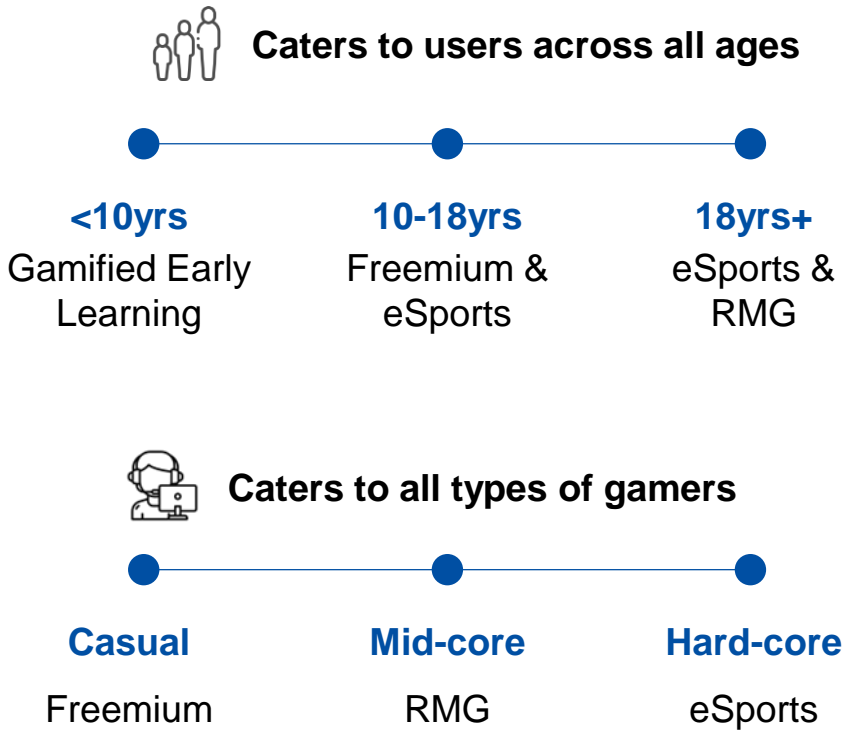 Caters to users across all ages
<10yrs
10-18yrs
18yrs+
Gamified Early
Learning
Freemium &
eSports
eSports &
RMG
Caters to all types of gamers
Casual
Mid-core
Hard-core
Freemium
RMG
eSports